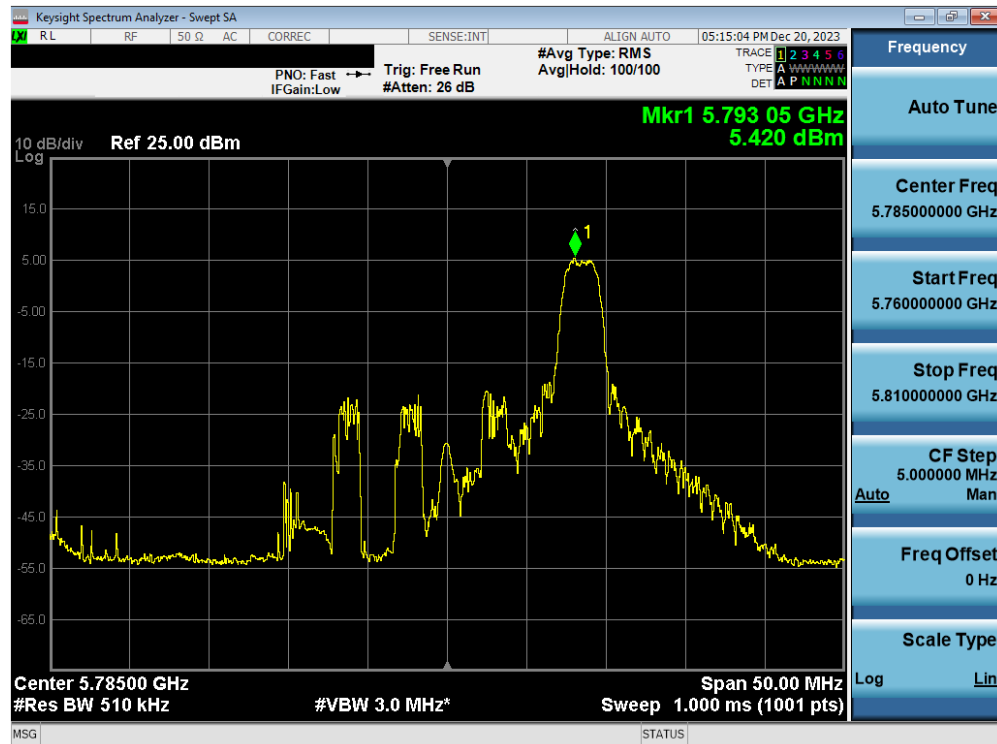 Keysight Spectrum Analyzer - Swept SA
LXI RL RF 50 Ω AC CORREC SENSE:INT ALIGN AUTO 05:15:04 PM Dec 20, 2023
PNO: Fast Trig: Free Run #Avg Type: RMS TRACE 1 2 3 4 5 6
IFGain:Low #Atten: 26 dB Avg|Hold: 100/100 TYPE A WWWWW
DET A P N N N N
Mkr1 5.793 05 GHz
5.420 dBm
10 dB/div Ref 25.00 dBm
Log
15.0
1
5.00
-5.00
-15.0
-25.0
-35.0
-45.0
-55.0
-65.0
Center 5.78500 GHz Span 50.00 MHz
#Res BW 510 kHz #VBW 3.0 MHz* Sweep 1.000 ms (1001 pts)
MSG STATUS
Frequency
Auto Tune
Center Freq
5.785000000 GHz
Start Freq
5.760000000 GHz
Stop Freq
5.810000000 GHz
CF Step
5.000000 MHz
Auto Man
Freq Offset
0 Hz
Scale Type
Log Lin